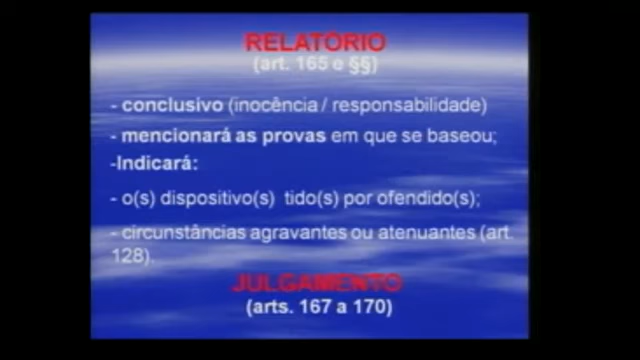 RELATÓRIO
(art. 165 e §§)
- conclusivo (inocência / responsabilidade)
- mencionará as provas em que se baseou;
-Indicará:
- o(s) dispositivo(s) tido(s) por ofendido(s);
- circunstâncias agravantes ou atenuantes (art.
128).
JULGAMENTO
(arts. 167 a 170)